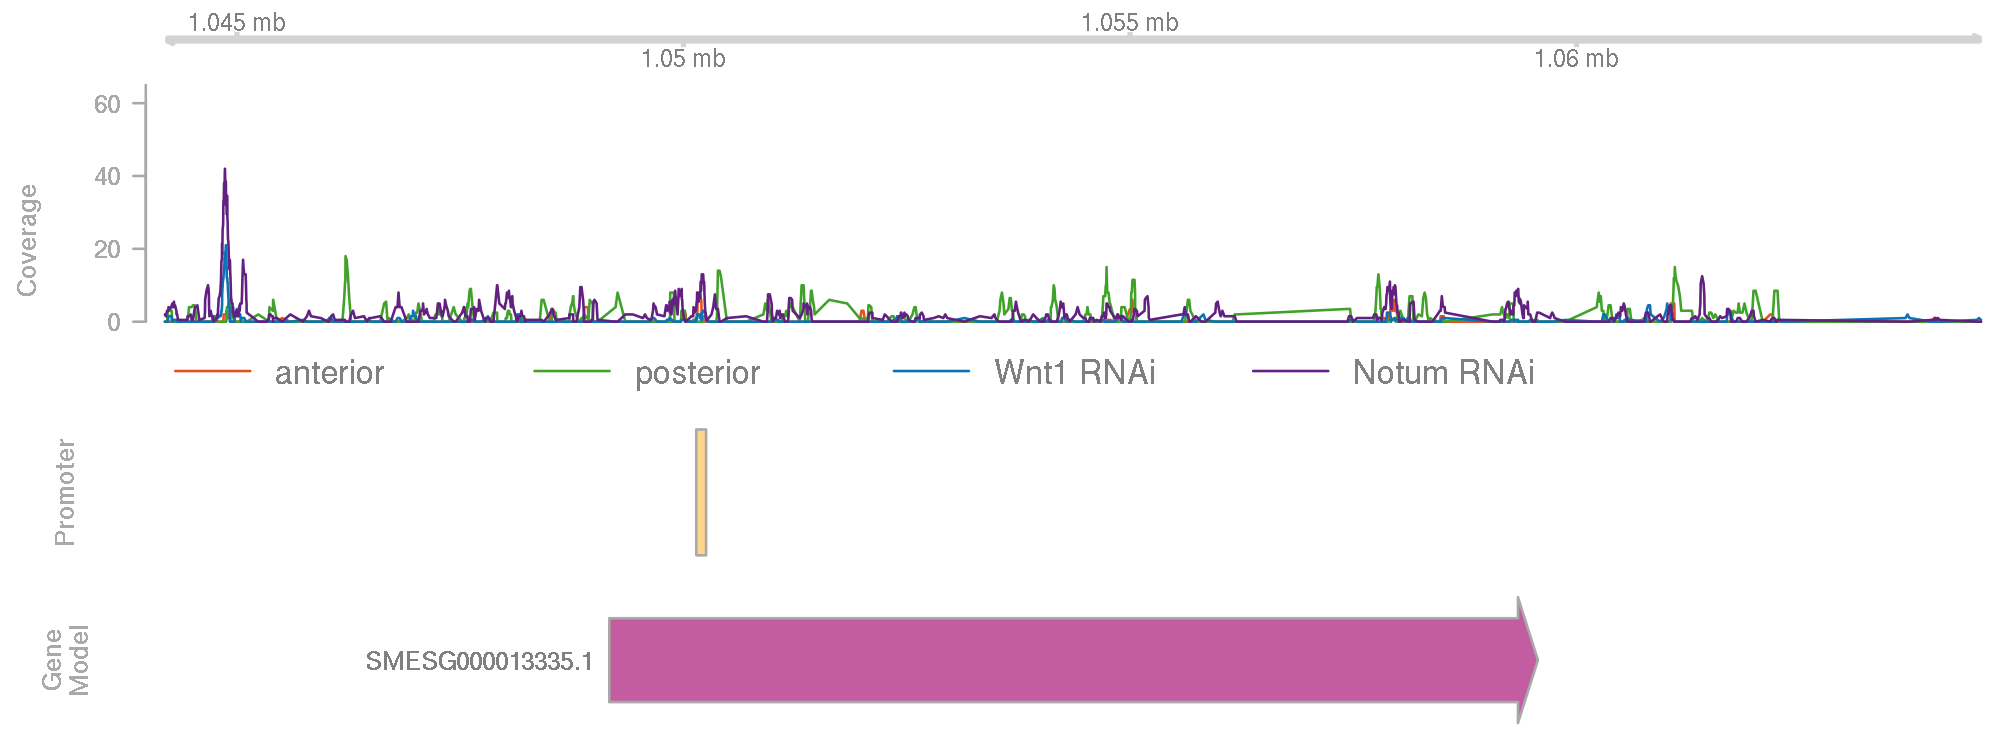 1.045 mb
1.055 mb
1.05 mb
1.06 mb
Coverage
60
40
20
0
anterior
posterior
Wnt1 RNAi
Notum RNAi
Promoter
Gene
Model
SMESG000013335.1